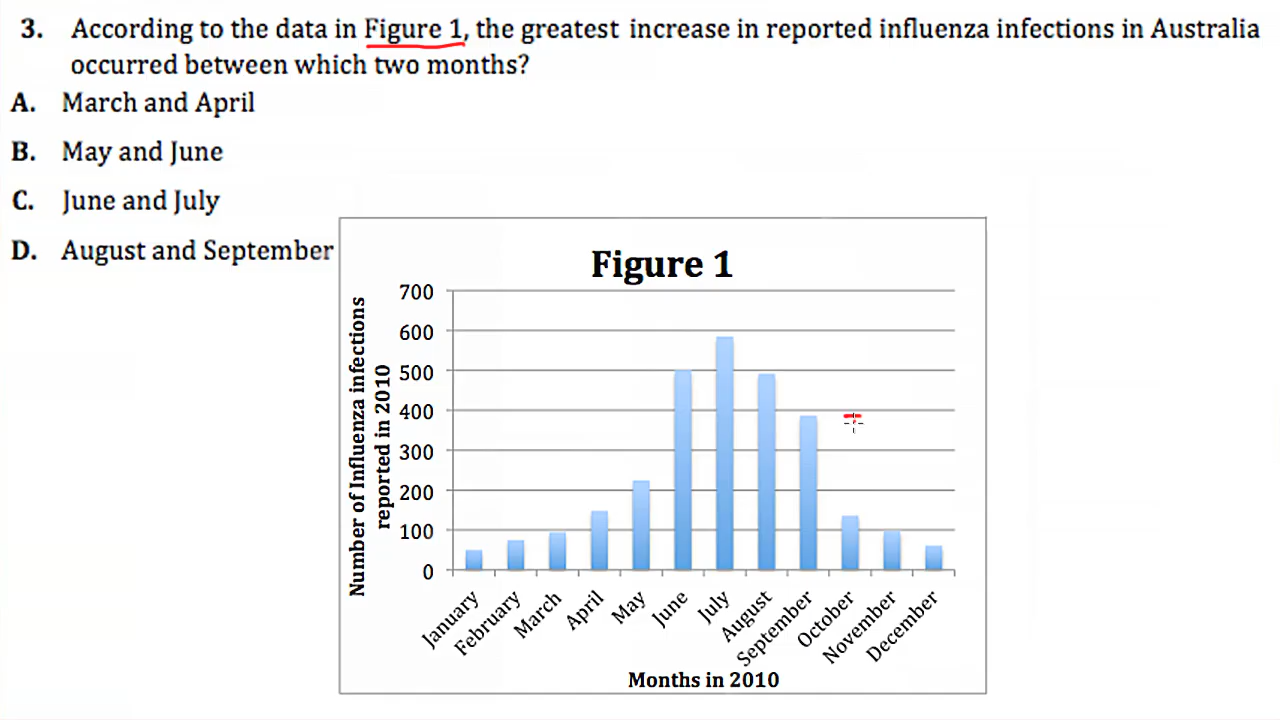 3. According to the data in Figure 1, the greatest increase in reported influenza infections in Australia
occurred between which two months?
A. March and April
B. May and June
C. June and July
D. August and September
Figure 1
Number of Influenza infections
reported in 2010
700
600
500
400
300
200
100
0
January
February
March
April
May
June
July
August
September
October
November
December
Months in 2010